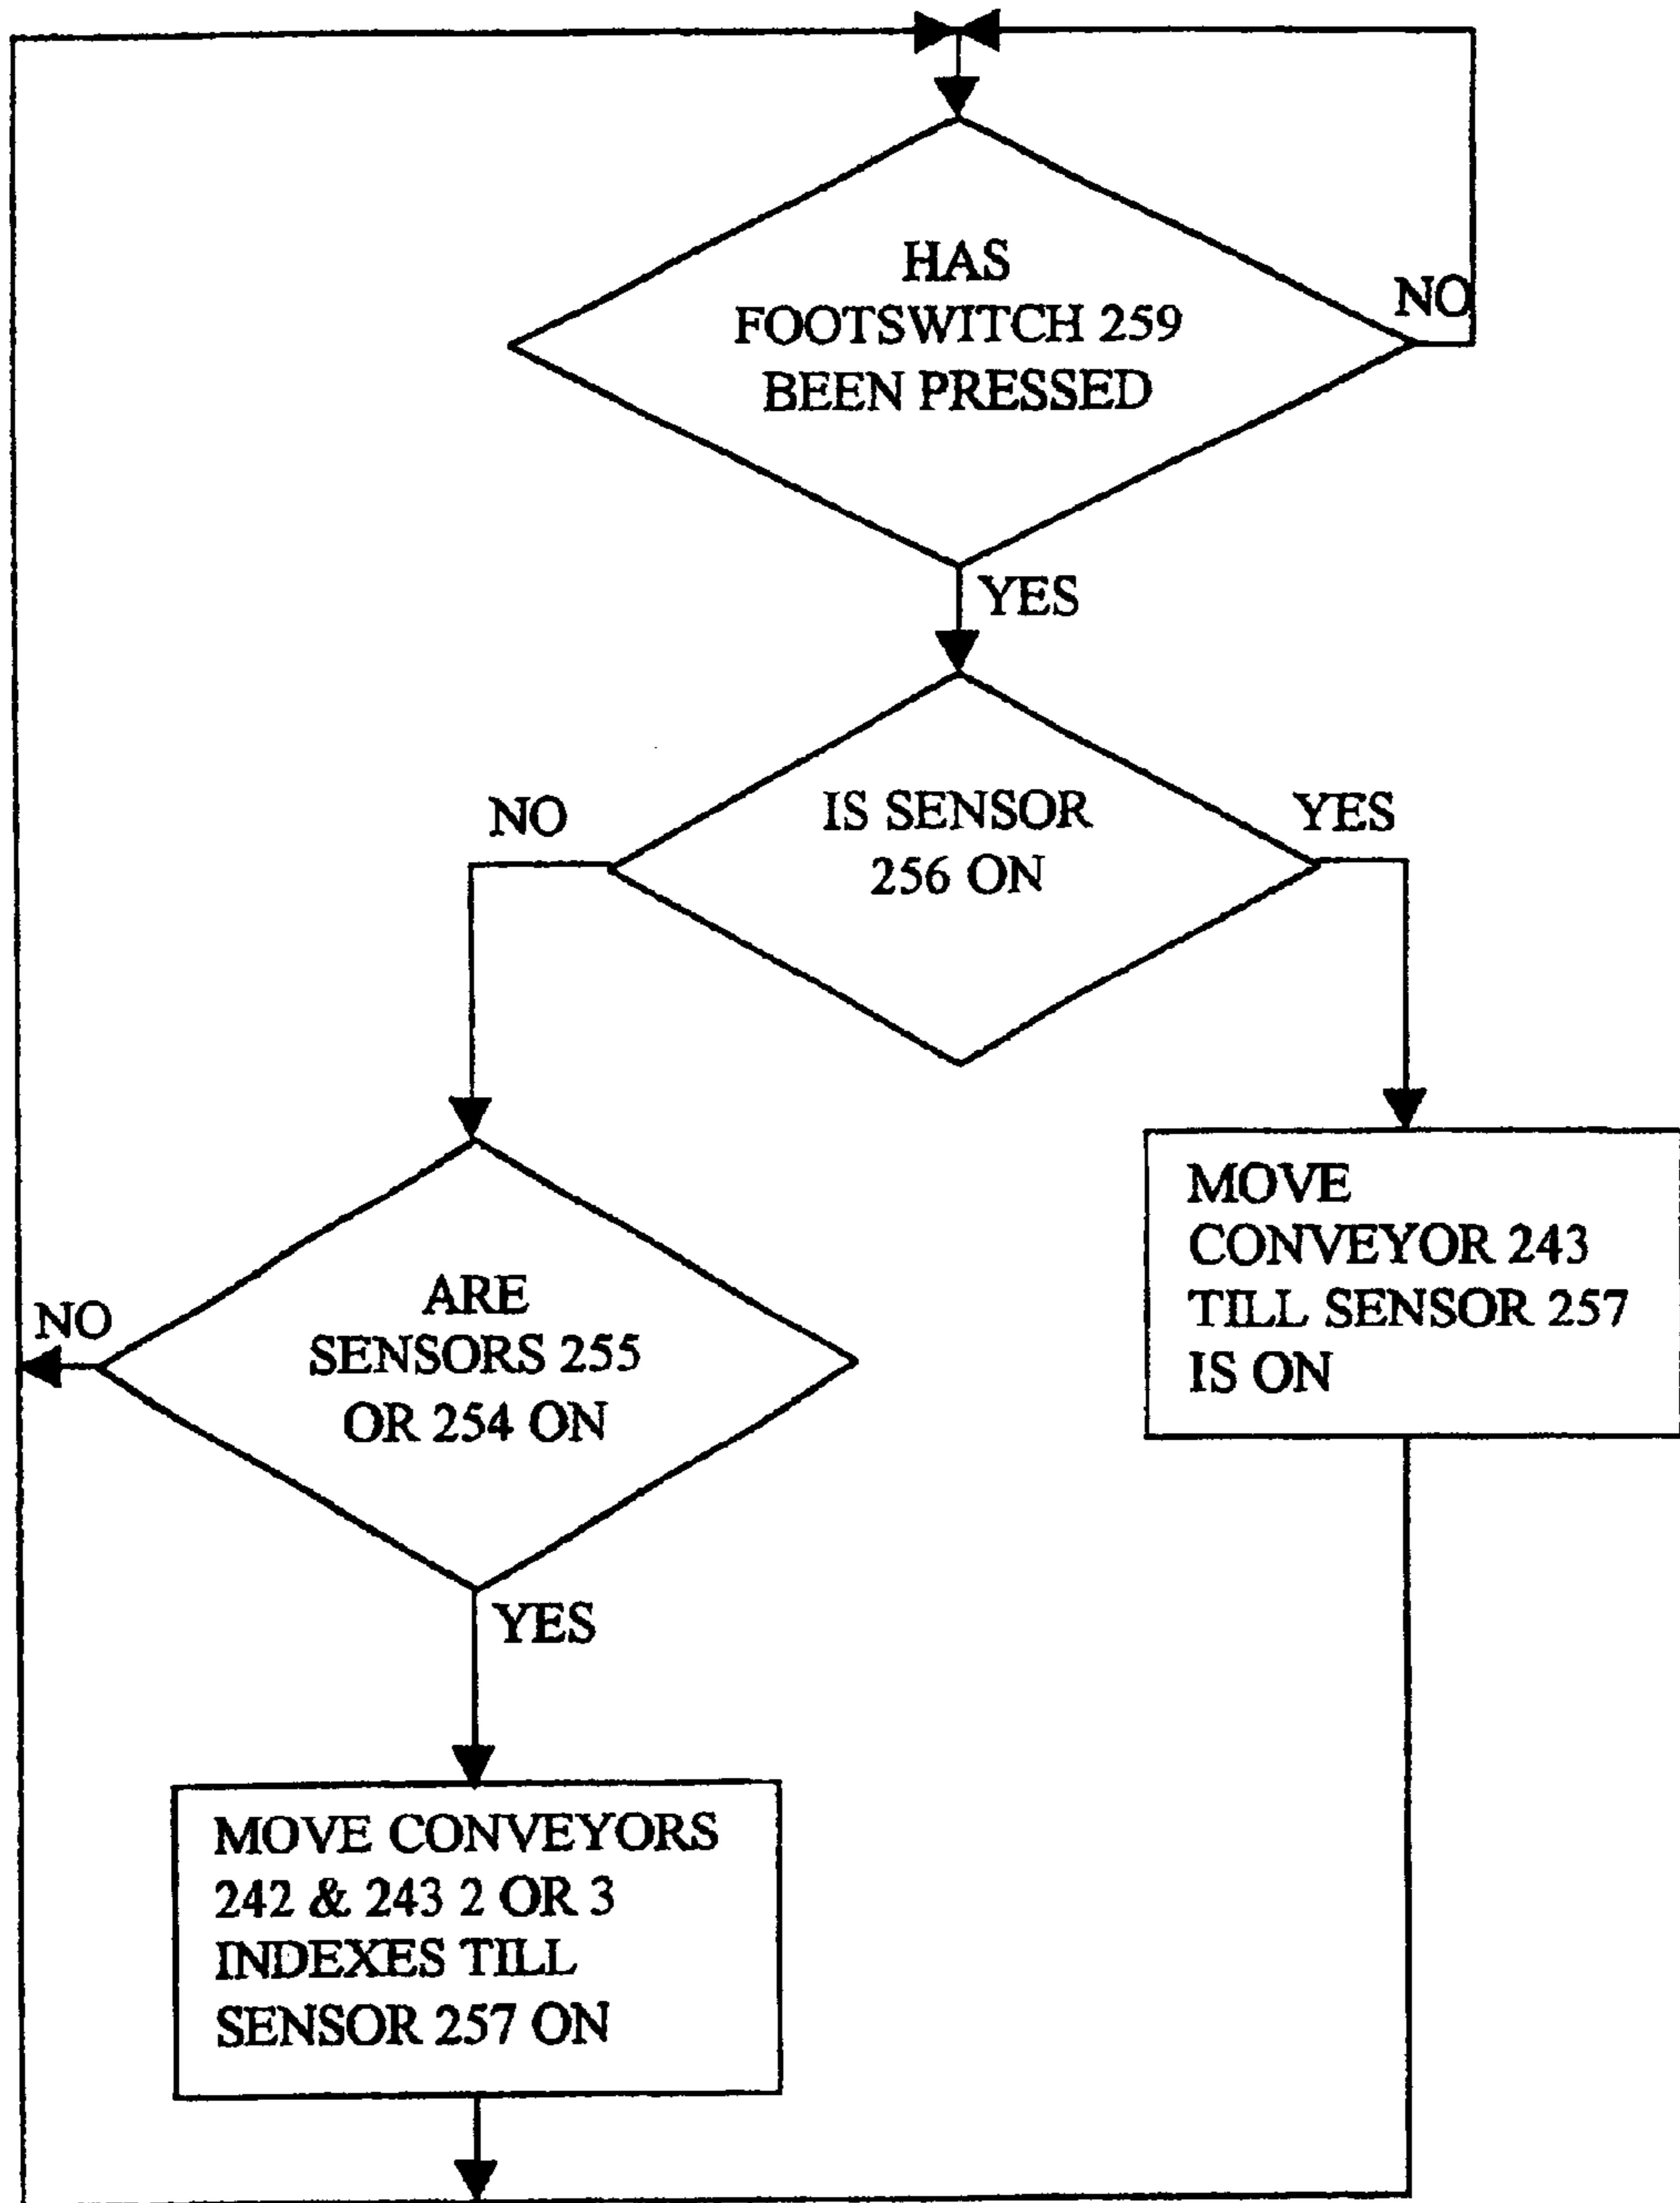 HAS
FOOTSWITCH 259
BEEN PRESSED
NO
YES
IS SENSOR
256 ON
NO
YES
ARE
SENSORS 255
OR 254 ON
NO
YES
MOVE
CONVEYOR 243
TILL SENSOR 257
IS ON
MOVE CONVEYORS
242 & 243 2 OR 3
INDEXES TILL
SENSOR 257 ON